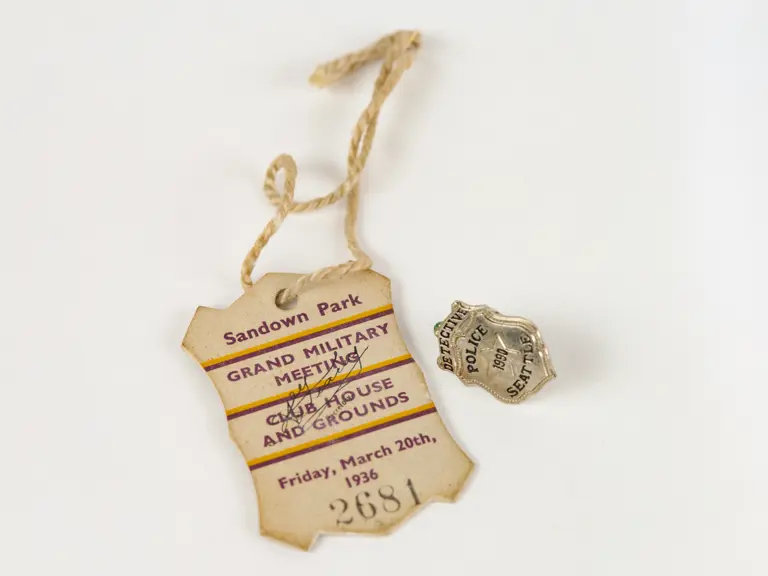 Sandown Park
GRAND MILITARY
MEETING
CLUB HOUSE
AND GROUNDS
Friday, March 20th,
1936
2681
DETECTIVE
POLICE
1990
SEATTLE